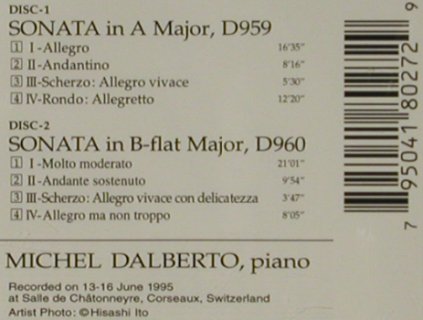 DISC-1
SONATA in A Major, D959
1 I-Allegro 16'35"
2 II-Andantino 8'16"
3 III-Scherzo: Allegro vivace 5'30"
4 IV-Rondo: Allegretto 12'20"
DISC-2
SONATA in B-flat Major, D960
1 I-Molto moderato 21'01"
2 II-Andante sostenuto 9'54"
3 III-Scherzo: Allegro vivace con delicatezza 3'47"
4 IV-Allegro ma non troppo 8'05"
MICHEL DALBERTO, piano
Recorded on 13-16 June 1995
at Salle de Châtonneyre, Corseaux, Switzerland
Artist Photo: ©Hisashi Ito
7 95041 80272 9